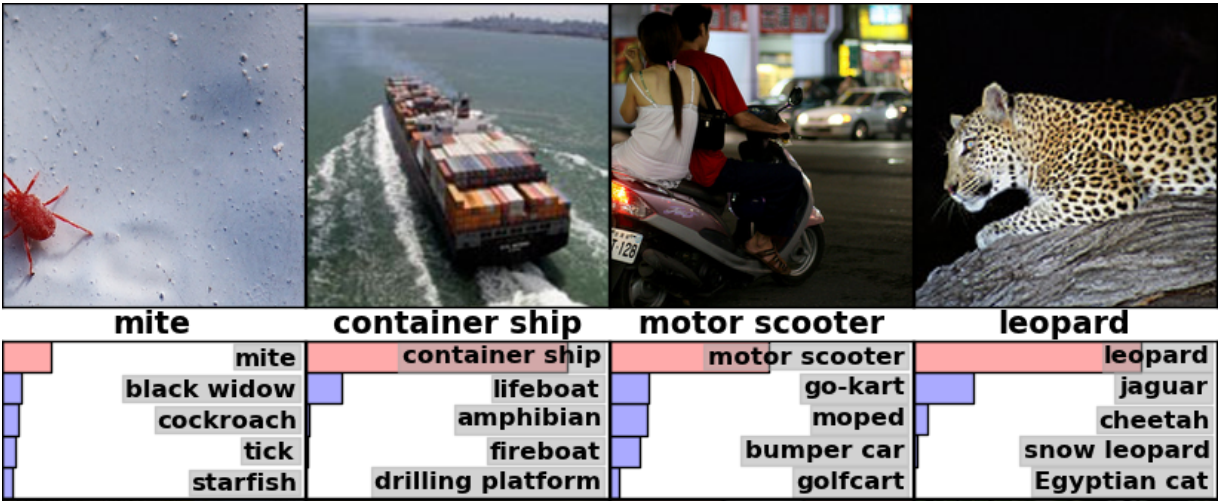 mite
container ship
motor scooter
leopard
mite
black widow
cockroach
tick
starfish
container ship
lifeboat
amphibian
fireboat
drilling platform
motor scooter
go-kart
moped
bumper car
golfcart
leopard
jaguar
cheetah
snow leopard
Egyptian cat